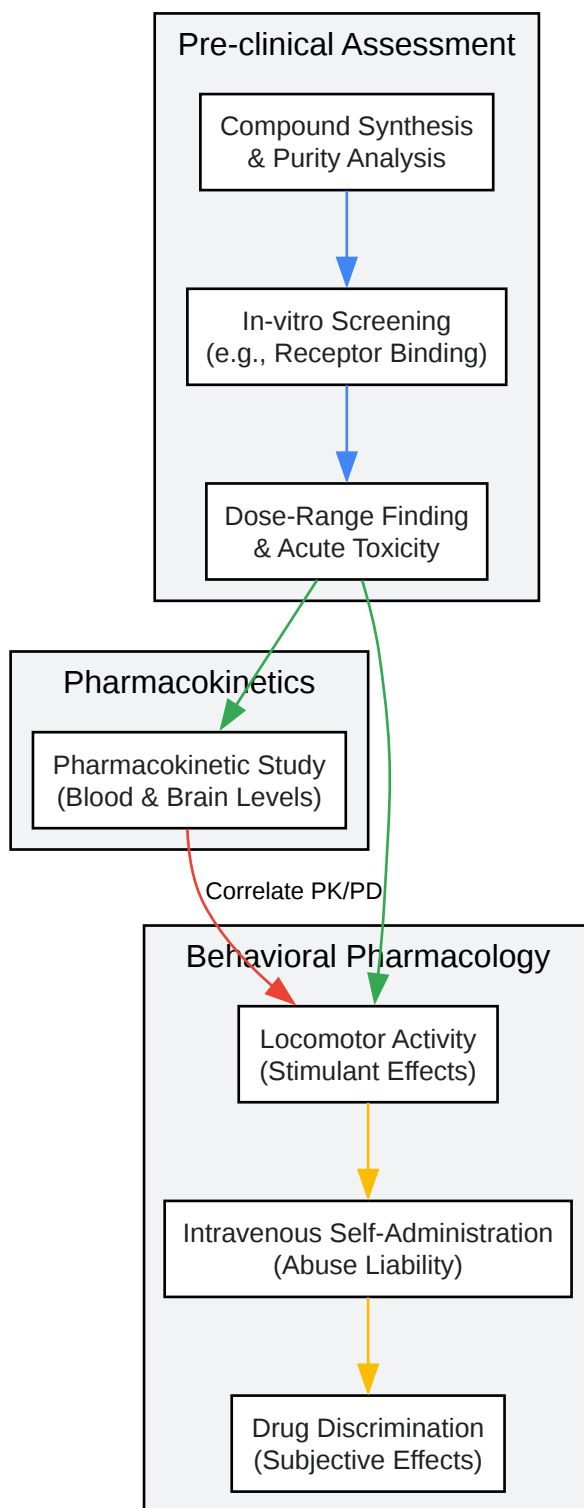 Pre-clinical Assessment
Compound Synthesis
& Purity Analysis
In-vitro Screening
(e.g., Receptor Binding)
Dose-Range Finding
& Acute Toxicity
Pharmacokinetics
Pharmacokinetic Study
(Blood & Brain Levels)
Correlate PK/PD
Behavioral Pharmacology
Locomotor Activity
(Stimulant Effects)
Intravenous Self-Administration
(Abuse Liability)
Drug Discrimination
(Subjective Effects)